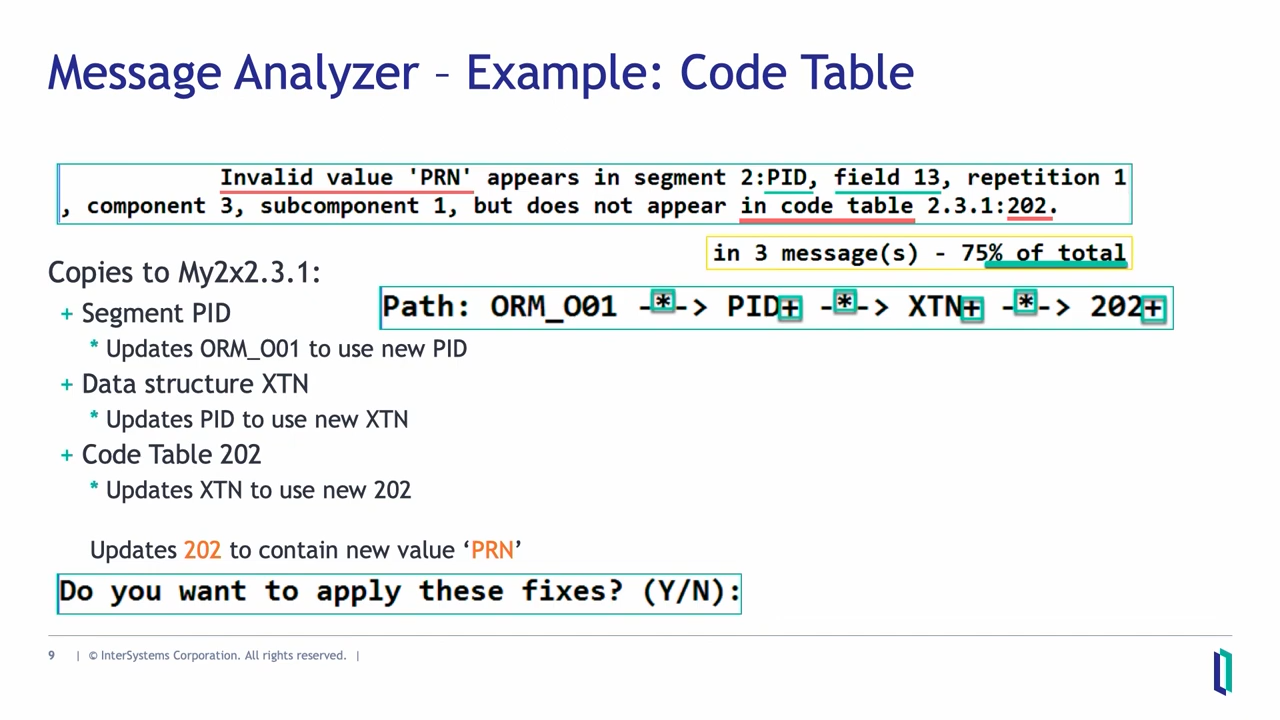 Message Analyzer – Example: Code Table
Invalid value 'PRN' appears in segment 2:PID, field 13, repetition 1
, component 3, subcomponent 1, but does not appear in code table 2.3.1:202.
in 3 message(s) - 75% of total
Copies to My2x2.3.1:
Path: ORM_O01 -*-> PID+ -*-> XTN+ -*-> 202+
+ Segment PID
* Updates ORM_O01 to use new PID
+ Data structure XTN
* Updates PID to use new XTN
+ Code Table 202
* Updates XTN to use new 202
Updates 202 to contain new value ‘PRN’
Do you want to apply these fixes? (Y/N):
9 | © InterSystems Corporation. All rights reserved. |